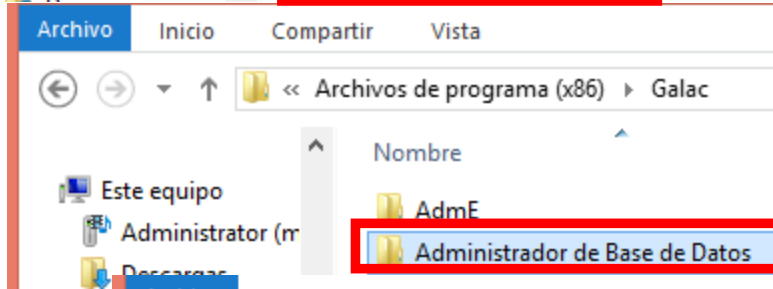 Archivo Inicio Compartir Vista
« Archivos de programa (x86) Galac
Nombre
Este equipo
AdmE
Administrator (m
Administrador de Base de Datos
Descargas